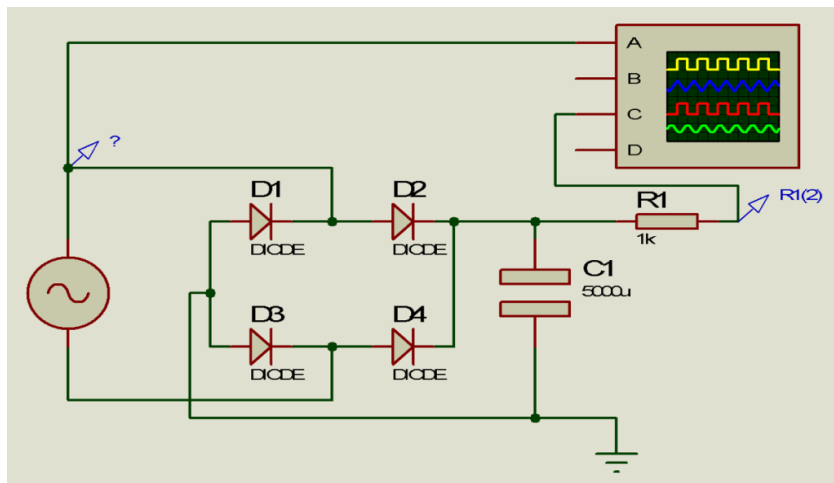 A
B
C
D
?
R1(2)
D1
DIODE
D2
DIODE
R1
1k
C1
5000u
D3
DIODE
D4
DIODE